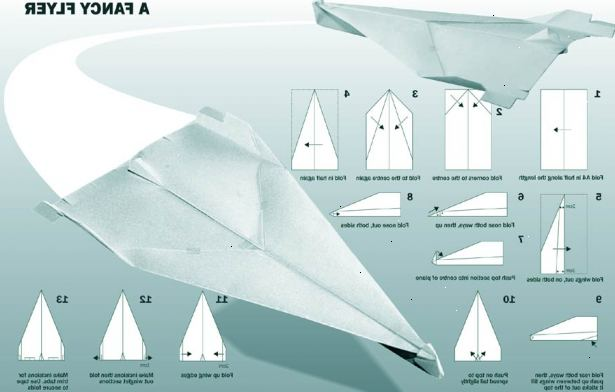 A FANCY FLYER
1
Fold A4 in half along the length
2
Fold corners to the centre
3
Fold to the centre again
4
Fold in half again
5
2cm
Fold wings out, on both sides
6
Fold nose both, ways, then up
7
Push top section into centre of plane
8
Fold nose out, both sides
9
Fold rear both ways, then
push up between wings till
it sticks out of the
top
10
Push on top to
spread tail slightly
11
2cm
Fold up wing edges
12
1cm
Make incisions then fold
out winglet sections
13
Make incisions for
trim tabs. Use tape
to secure folds